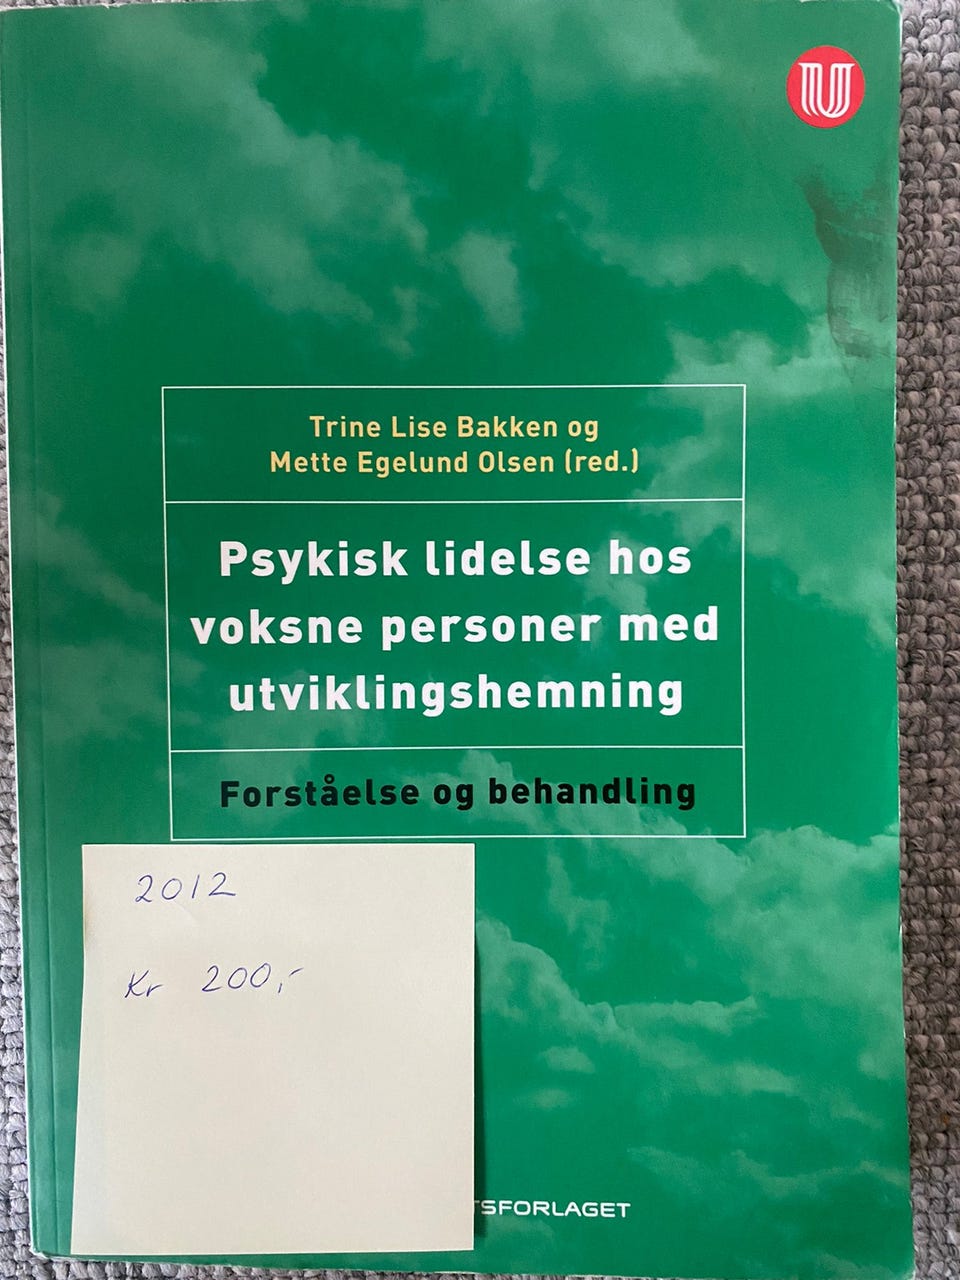 U
Trine Lise Bakken og
Mette Egelund Olsen (red.)
Psykisk lidelse hos
voksne personer med
utviklingshemning
Forståelse og behandling
2012
Kr 200,-
TSFORLAGET